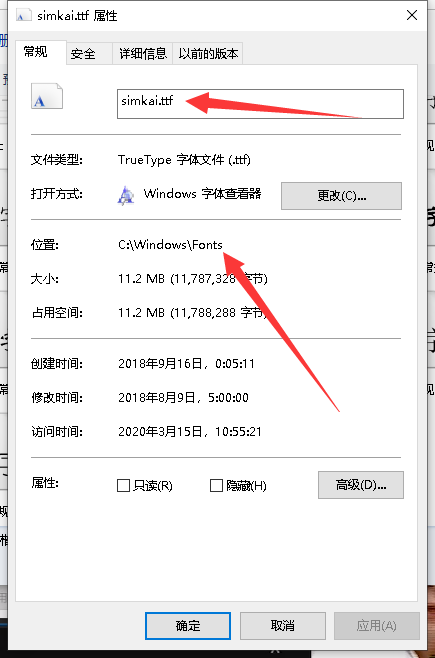 simkai.ttf 属性
常规 安全 详细信息 以前的版本
simkai.ttf
文件类型: TrueType 字体文件 (.ttf)
打开方式: Windows 字体查看器 更改(C)...
位置: C:\Windows\Fonts
大小: 11.2 MB (11,787,328 字节)
占用空间: 11.2 MB (11,788,288 字节)
创建时间: 2018年9月16日，0:05:11
修改时间: 2018年8月9日，5:00:00
访问时间: 2020年3月15日，10:55:21
属性: 只读(R) 隐藏(H) 高级(D)...
确定 取消 应用(A)